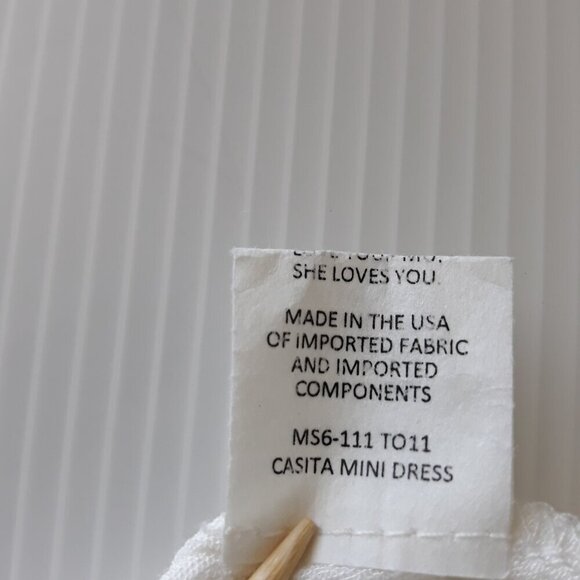 SHE LOVES YOU.
MADE IN THE USA
OF IMPORTED FABRIC
AND IMPORTED
COMPONENTS
MS6-111 TO11
CASITA MINI DRESS